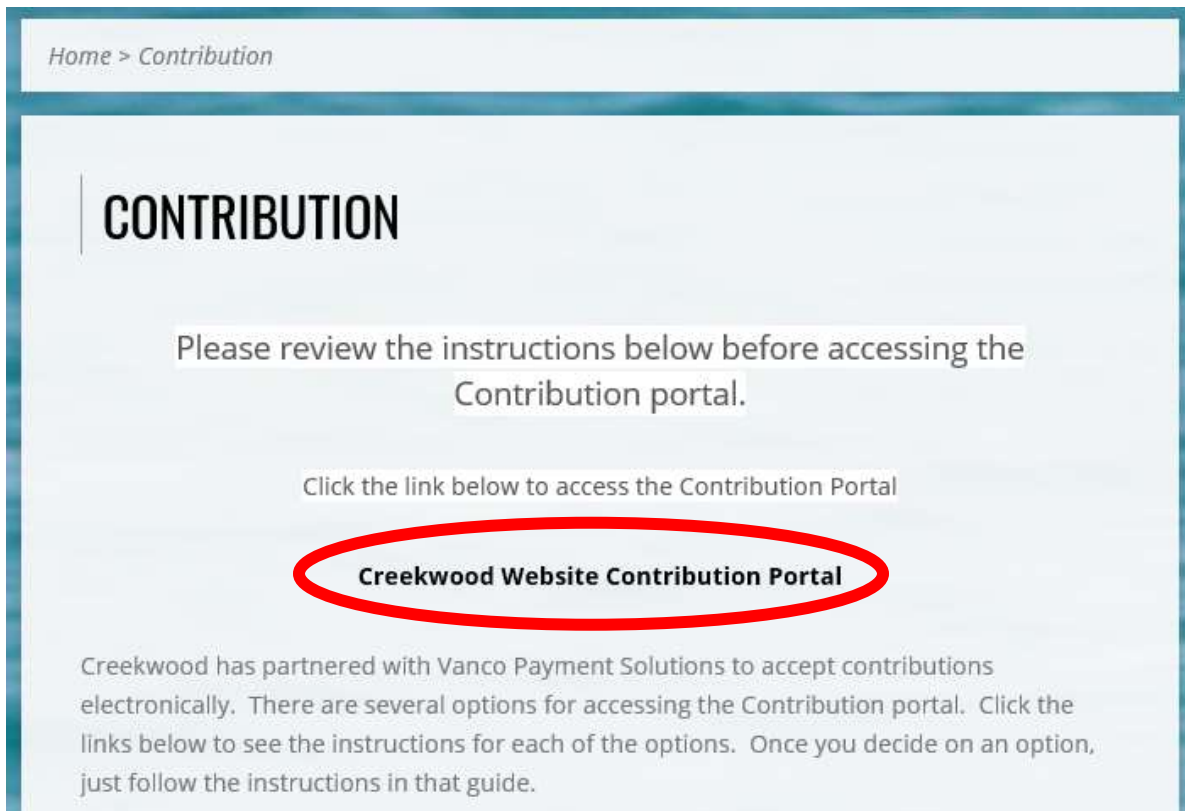 Home > Contribution
CONTRIBUTION
Please review the instructions below before accessing the
Contribution portal.
Click the link below to access the Contribution Portal
Creekwood Website Contribution Portal
Creekwood has partnered with Vanco Payment Solutions to accept contributions
electronically.  There are several options for accessing the Contribution portal.  Click the
links below to see the instructions for each of the options.  Once you decide on an option,
just follow the instructions in that guide.